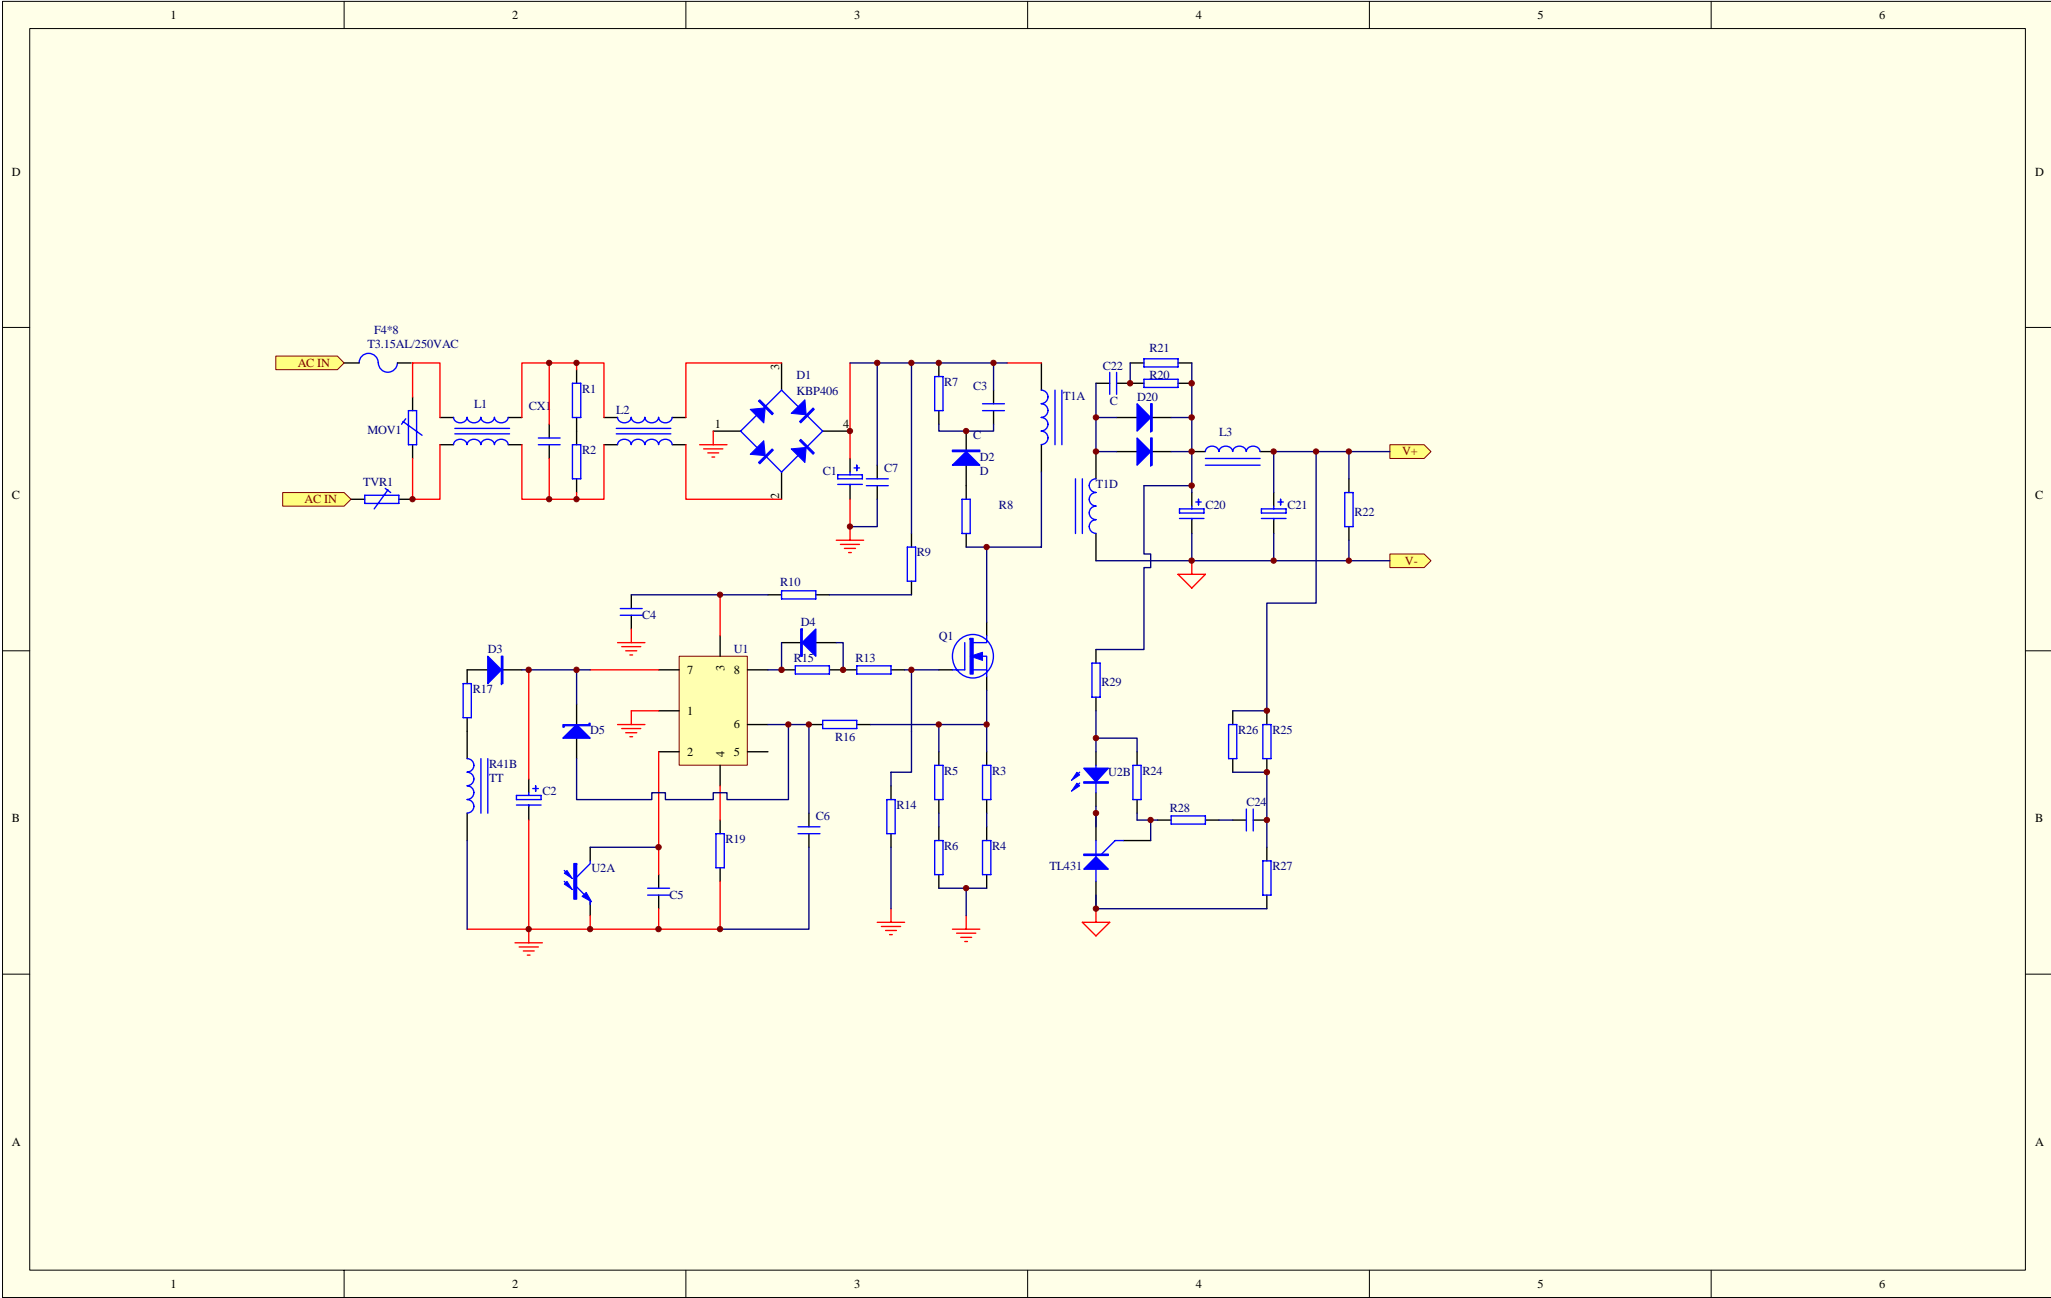 1 2 3 4 5 6
D D
F4*8
T3.15AL/250VAC
AC IN
R21
C22
R20
C
D1
KBP406
3
R7
C3
T1A
D20
L1
CX1
R1
L2
MOV1
1
4
C
L3
V+
R2
D2
D
C1
+
C7
TVR1
T1D
2
C C
AC IN
R8
+
C20
+
C21
R22
R9
V-
R10
C4
D4
Q1
D3
U1
R15
R13
7
3
8
R17
R29
1
D5
6
R16
R26
R25
2
4
5
R41B
TT
R5
R3
U2B
R24
+
C2
R14
C24
R28
B B
C6
R19
R6
R4
TL431
R27
U2A
C5
A A
1 2 3 4 5 6